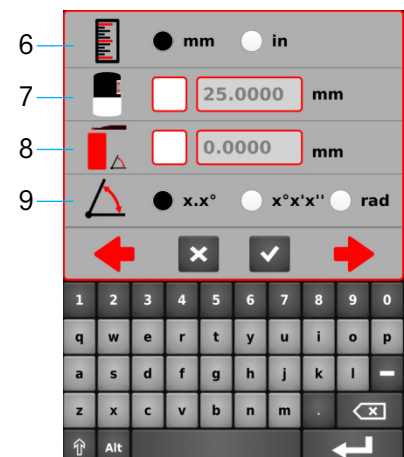 6 mm in
7 25.0000 mm
8 0.0000 mm
9 x.x° x°x'x'' rad
1 2 3 4 5 6 7 8 9 0
q w e r t y u i o p
a s d f g h j k l -
z x c v b n m .
Alt